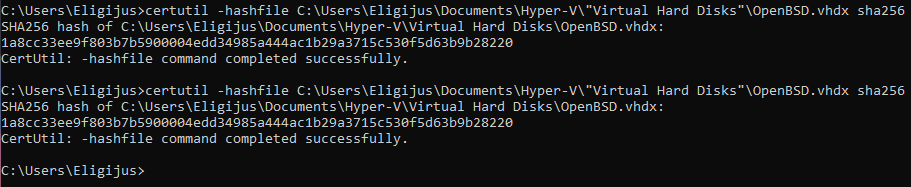 C:\Users\Eligijus>certutil -hashfile C:\Users\Eligijus\Documents\Hyper-V\"Virtual Hard Disks"\OpenBSD.vhdx sha256
SHA256 hash of C:\Users\Eligijus\Documents\Hyper-V\Virtual Hard Disks\OpenBSD.vhdx:
1a8cc33ee9f803b7b5900004edd34985a444ac1b29a3715c530f5d63b9b28220
CertUtil: -hashfile command completed successfully.
C:\Users\Eligijus>certutil -hashfile C:\Users\Eligijus\Documents\Hyper-V\"Virtual Hard Disks"\OpenBSD.vhdx sha256
SHA256 hash of C:\Users\Eligijus\Documents\Hyper-V\Virtual Hard Disks\OpenBSD.vhdx:
1a8cc33ee9f803b7b5900004edd34985a444ac1b29a3715c530f5d63b9b28220
CertUtil: -hashfile command completed successfully.
C:\Users\Eligijus>